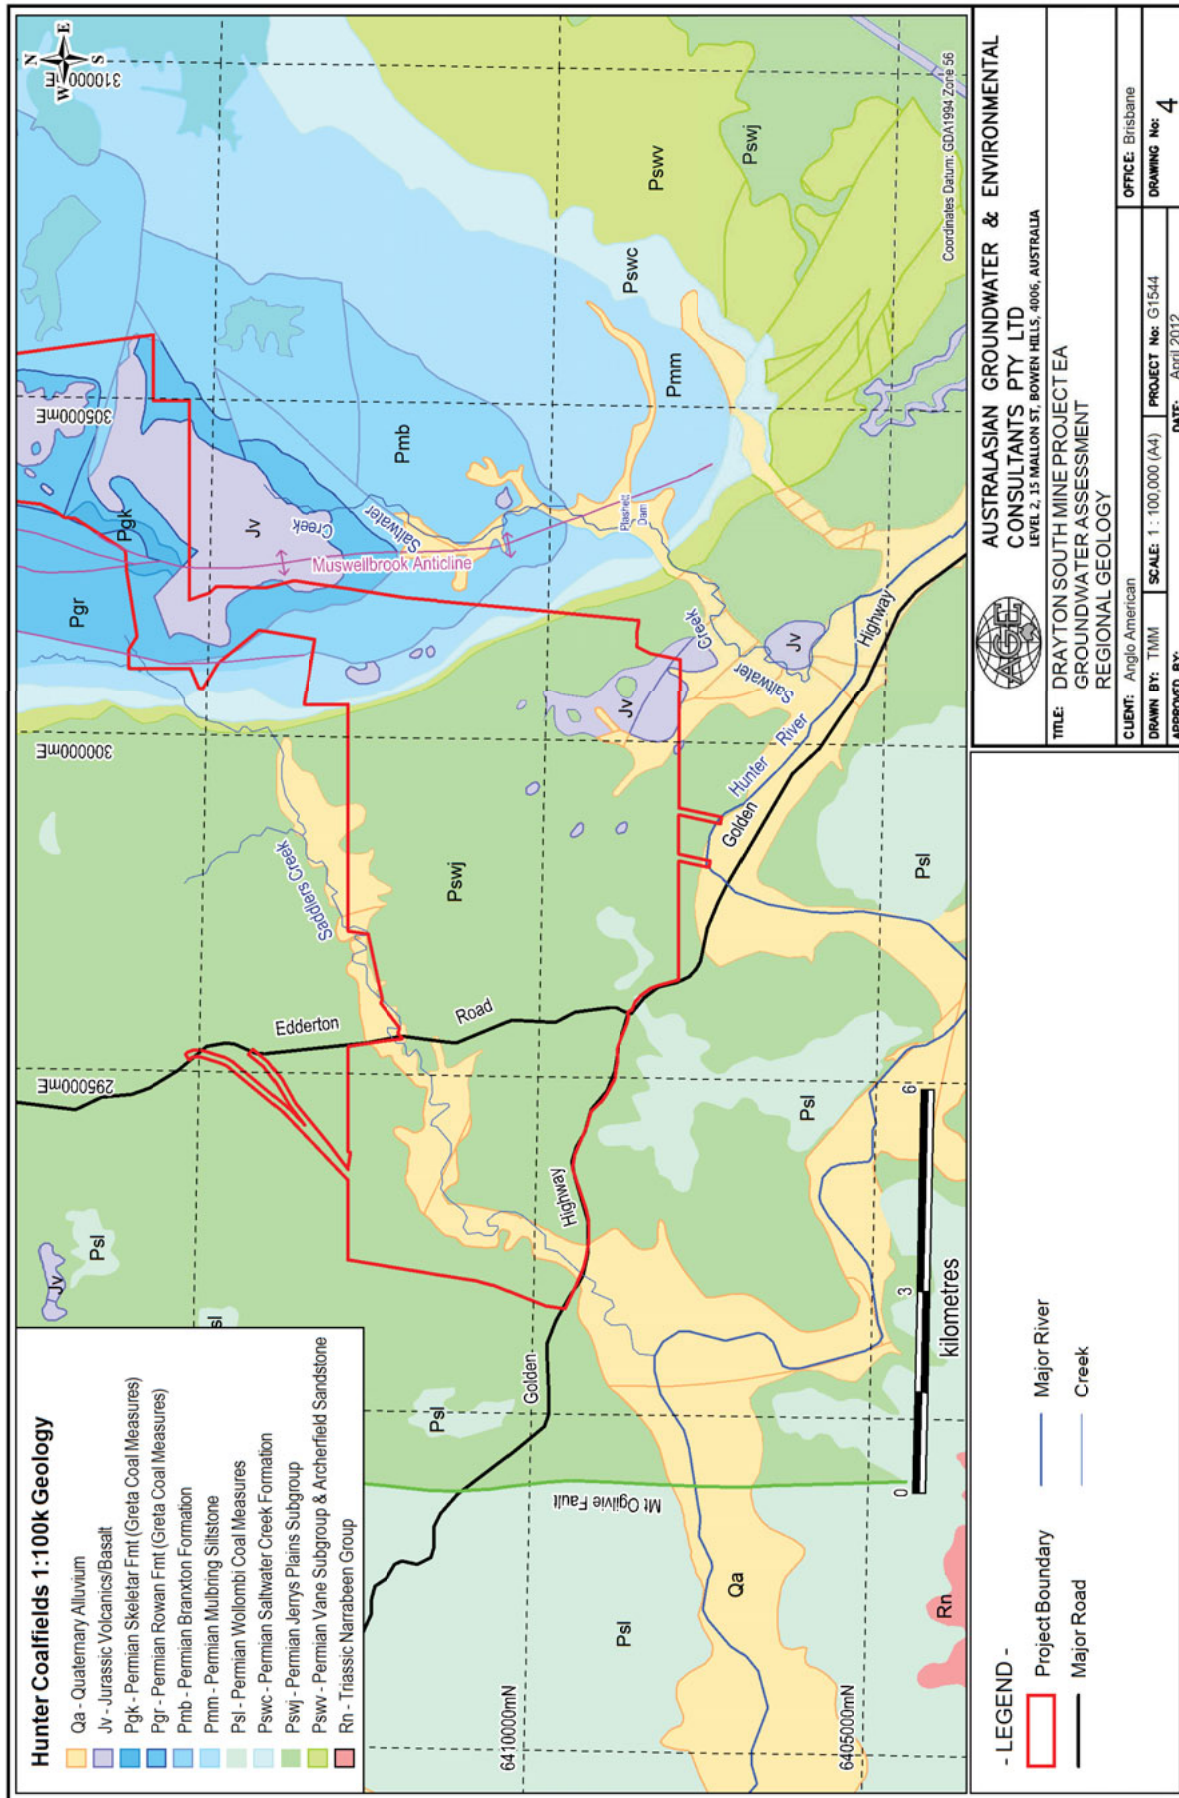 Hunter Coalfields 1:100k Geology
Qa - Quaternary Alluvium
Jv - Jurassic Volcanics/Basalt
Pgk - Permian Skeletar Fmt (Greta Coal Measures)
Pgr - Permian Rowan Fmt (Greta Coal Measures)
Pmb - Permian Branxton Formation
Pmm - Permian Mulbring Siltstone
Psl - Permian Wollombi Coal Measures
Pswc - Permian Saltwater Creek Formation
Pswj - Permian Jerrys Plains Subgroup
Pswv - Permian Vane Subgroup & Archerfield Sandstone
Rn - Triassic Narrabeen Group
295000mE
300000mE
305000mE
310000mE
N
E
S
W
Jv
Psl
sl
Psl
Pgr
Pgk
Jv
Pmb
Creek
Saltwater
Muswellbrook Anticline
Saddlers Creek
Edderton
Road
Pswj
Plashett
Dam
Pmm
Pswc
Pswv
Pswj
Jv
Jv
Creek
Saltwater
Hunter River
Golden
Highway
Golden
Highway
Mt Ogilvie Fault
Psl
Psl
Psl
Qa
Rn
6410000mN
6405000mN
0
3
6
kilometres
Coordinates Datum: GDA1994 Zone 56
- LEGEND -
Project Boundary
Major Road
Major River
Creek
AGE
AUSTRALASIAN GROUNDWATER & ENVIRONMENTAL
CONSULTANTS PTY LTD
LEVEL 2, 15 MALLON ST, BOWEN HILLS, 4006, AUSTRALIA
TITLE: DRAYTON SOUTH MINE PROJECT EA
GROUNDWATER ASSESSMENT
REGIONAL GEOLOGY
CLIENT: Anglo American
OFFICE: Brisbane
DRAWN BY: TMM
SCALE: 1 : 100,000 (A4)
PROJECT No: G1544
DRAWING No: 4
APPROVED BY:
DATE: April 2012